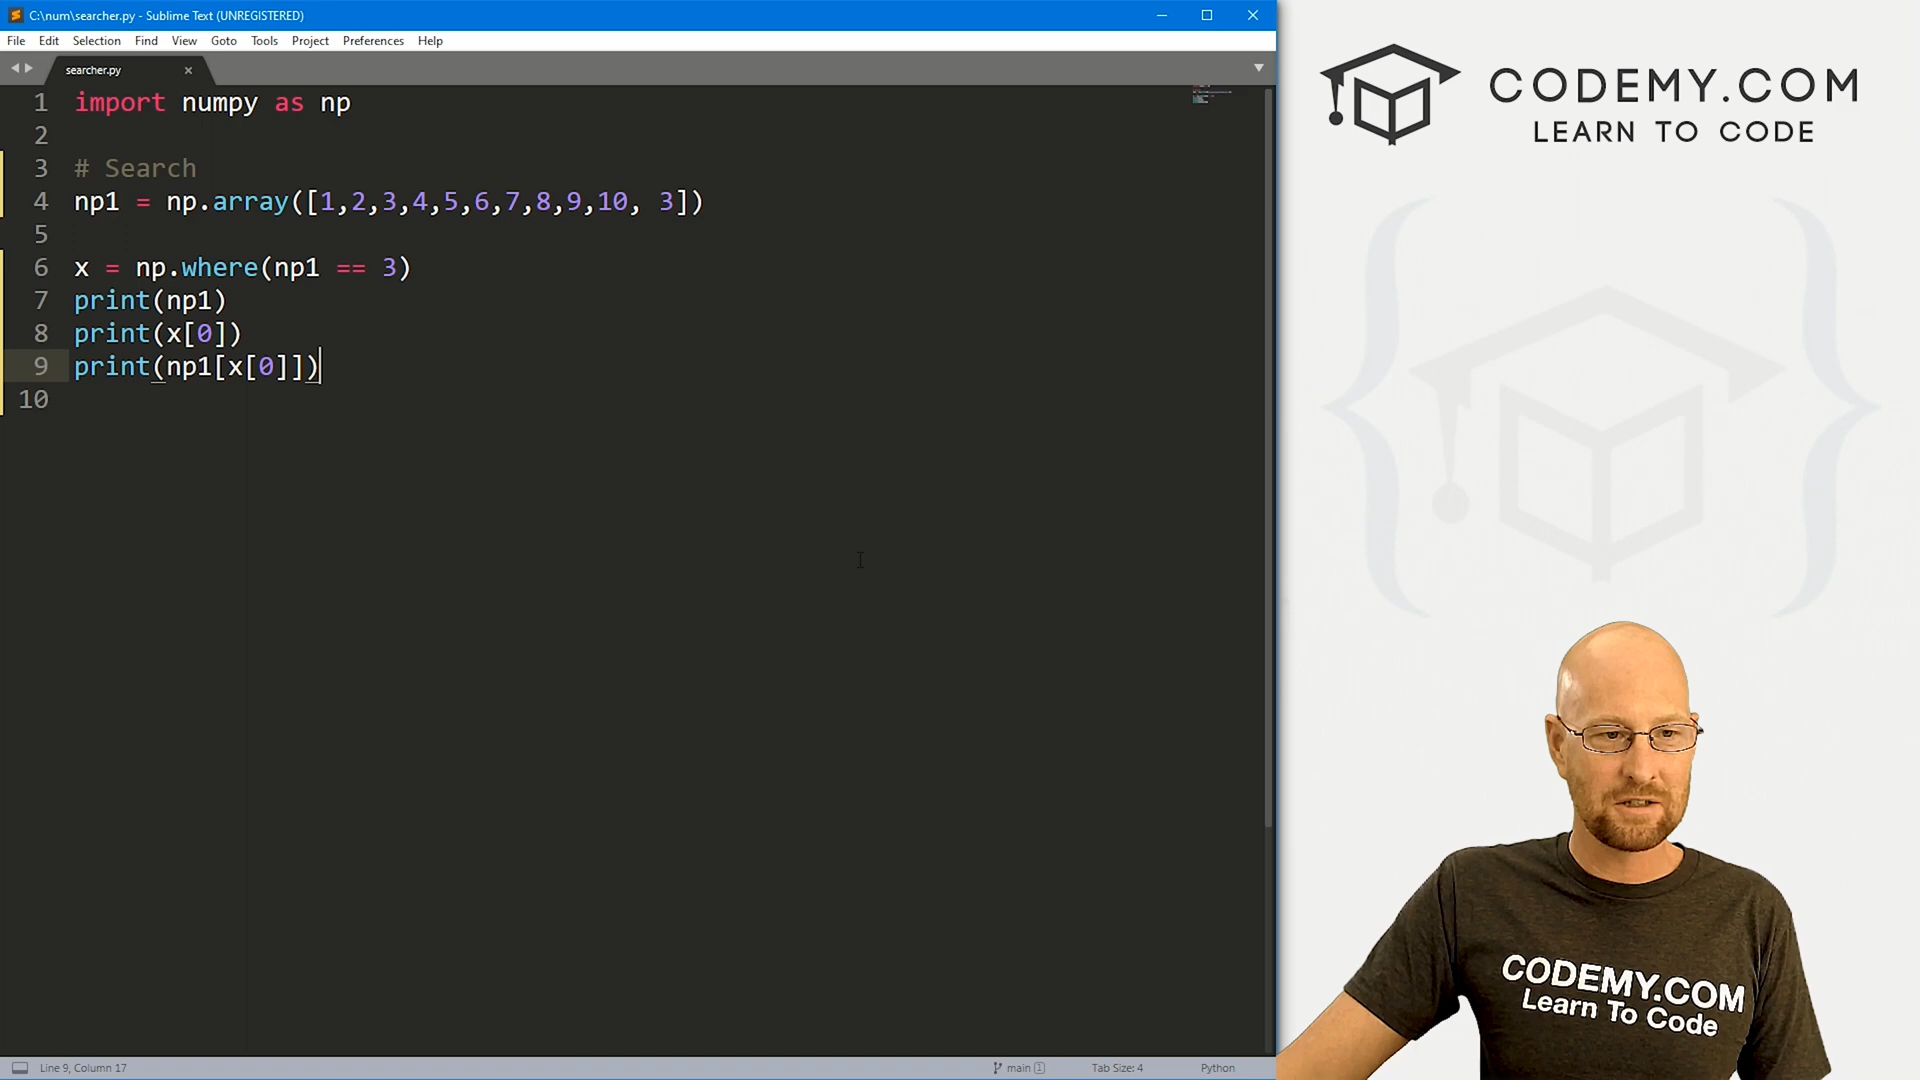 C:\num\searcher.py - Sublime Text (UNREGISTERED)
File Edit Selection Find View Goto Tools Project Preferences Help
searcher.py
1 import numpy as np
2
3 # Search
4 np1 = np.array([1,2,3,4,5,6,7,8,9,10, 3])
5
6 x = np.where(np1 == 3)
7 print(np1)
8 print(x[0])
9 print(np1[x[0]])
10
Line 9, Column 17
main 1
Tab Size: 4
Python
CODEMY.COM
LEARN TO CODE
CODEMY.COM
Learn To Code